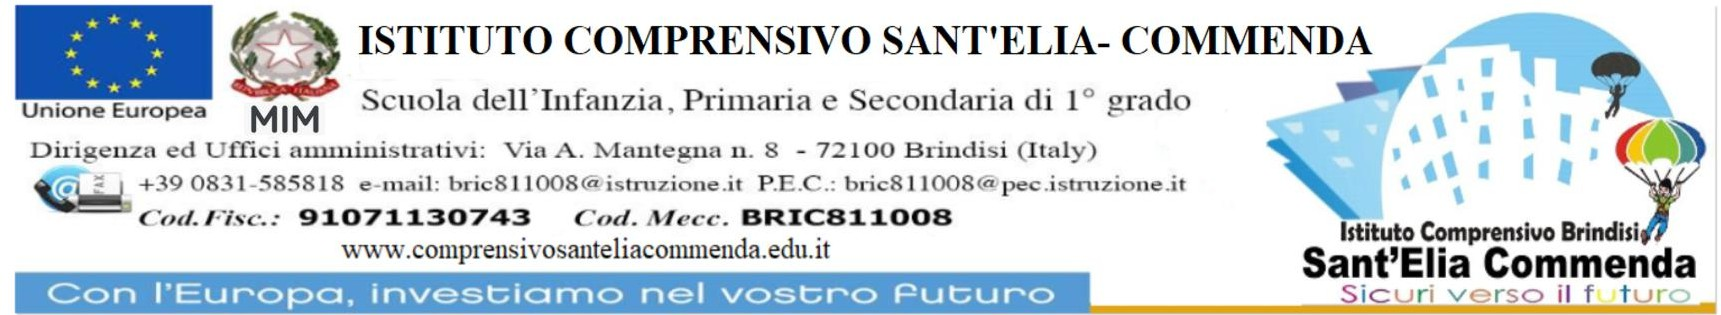 ISTITUTO COMPRENSIVO SANT'ELIA- COMMENDA
Unione Europea
REPVBBLICA ITALIANA
MIM
Scuola dell'Infanzia, Primaria e Secondaria di 1° grado
Dirigenza ed Uffici amministrativi: Via A. Mantegna n. 8 - 72100 Brindisi (Italy)
@ FAX
+39 0831-585818 e-mail: bric811008@istruzione.it P.E.C.: bric811008@pec.istruzione.it
Cod.Fisc.: 91071130743 Cod. Mecc. BRIC811008
www.comprensivosanteliacommenda.edu.it
Con l'Europa, investiamo nel vostro futuro
Istituto Comprensivo Brindisi
Sant'Elia Commenda
Sicuri verso il futuro